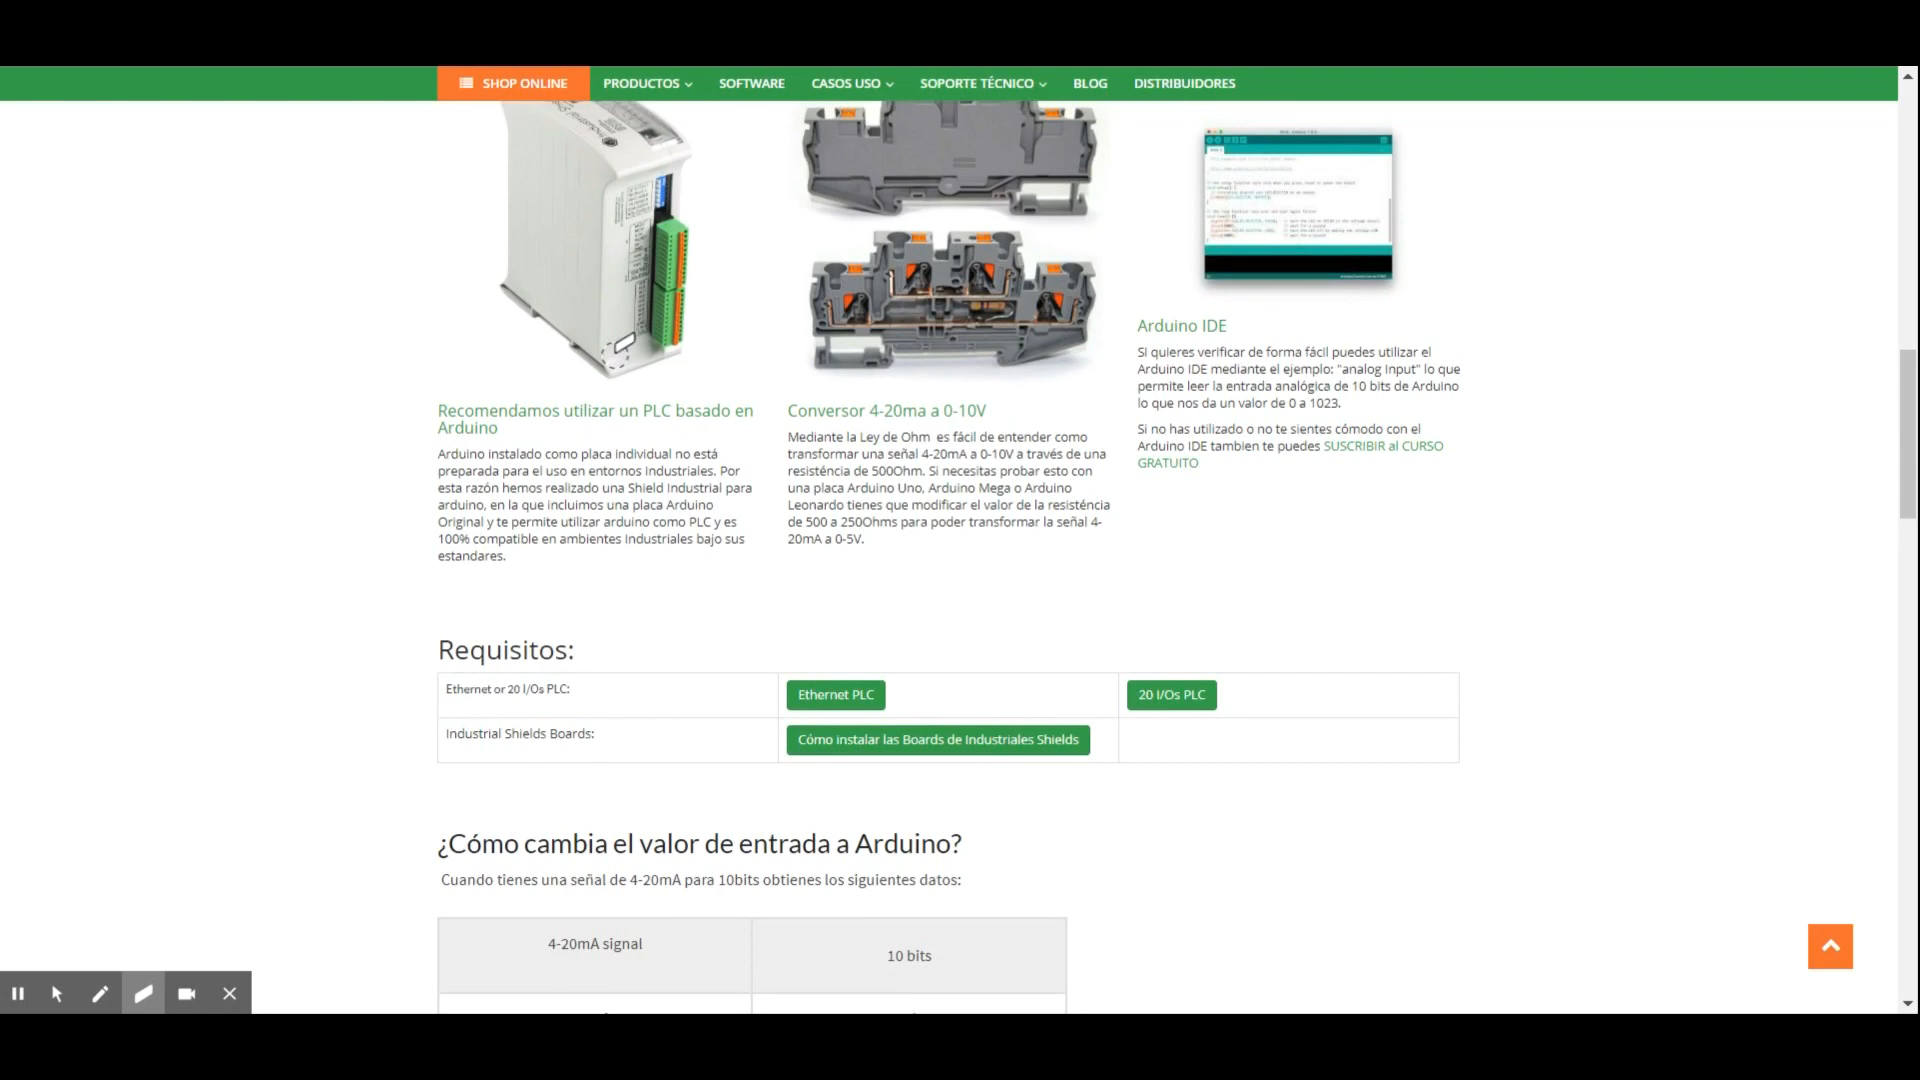 SHOP ONLINE PRODUCTOS SOFTWARE CASOS USO SOPORTE TÉCNICO BLOG DISTRIBUIDORES
Recomendamos utilizar un PLC basado en
Arduino
Arduino instalado como placa individual no está
preparada para el uso en entornos Industriales. Por
esta razón hemos realizado una Shield Industrial para
arduino, en la que incluimos una placa Arduino
Original y te permite utilizar arduino como PLC y es
100% compatible en ambientes Industriales bajo sus
estandares.
Conversor 4-20ma a 0-10V
Mediante la Ley de Ohm es fácil de entender como
transformar una señal 4-20mA a 0-10V a través de una
resisténcia de 500Ohm. Si necesitas probar esto con
una placa Arduino Uno, Arduino Mega o Arduino
Leonardo tienes que modificar el valor de la resisténcia
de 500 a 250Ohms para poder transformar la señal 4-
20mA a 0-5V.
Arduino IDE
SI quieres verificar de forma fácil puedes utilizar el
Arduino IDE mediante el ejemplo: "analog Input" lo que
permite leer la entrada analógica de 10 bits de Arduino
lo que nos da un valor de 0 a 1023.
Si no has utilizado o no te sientes cómodo con el
Arduino IDE tambien te puedes SUSCRIBIR al CURSO
GRATUITO
Requisitos:
Ethernet or 20 I/Os PLC: Ethernet PLC 20 I/Os PLC
Industrial Shields Boards: Cómo instalar las Boards de Industriales Shields
¿Cómo cambia el valor de entrada a Arduino?
Cuando tienes una señal de 4-20mA para 10bits obtienes los siguientes datos:
4-20mA signal 10 bits